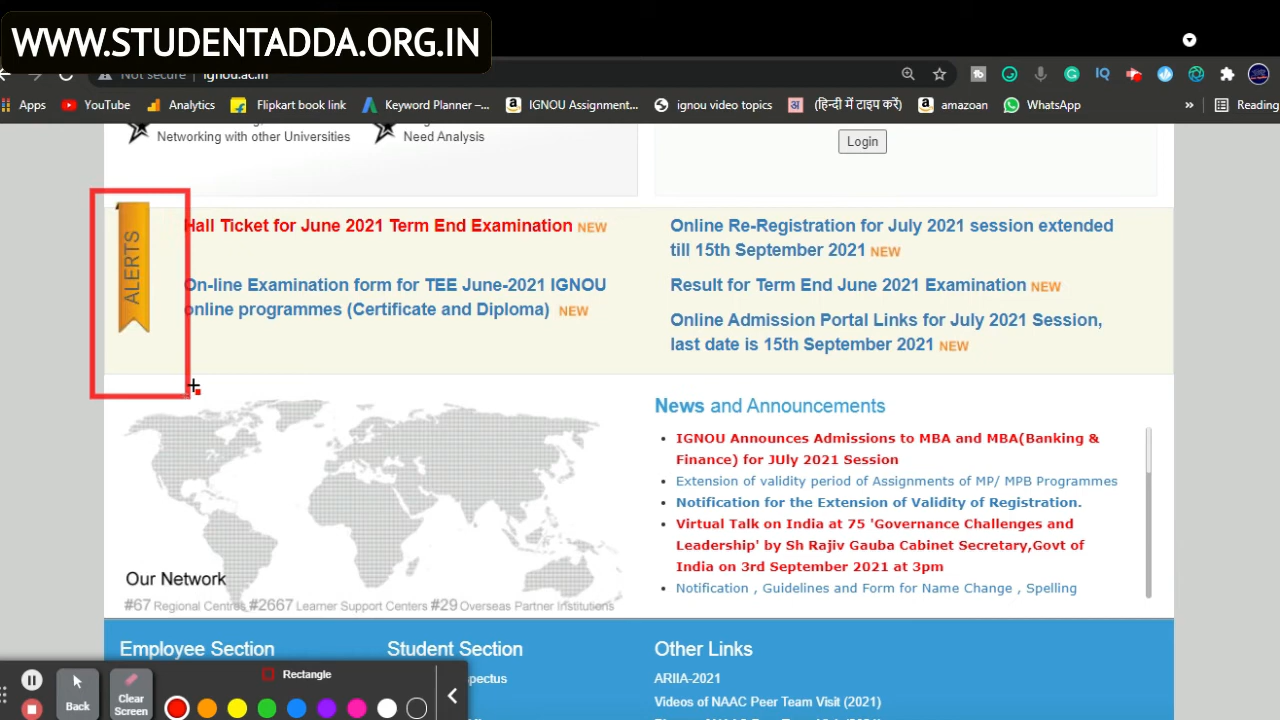 WWW.STUDENTADDA.ORG.IN
Not secure
ignou.ac.in
Apps
YouTube
Analytics
Flipkart book link
Keyword Planner –...
IGNOU Assignment...
ignou video topics
(हिन्दी में टाइप करें)
amazoan
WhatsApp
»
Reading
Networking with other Universities
Need Analysis
Login
ALERTS
Hall Ticket for June 2021 Term End Examination NEW
On-line Examination form for TEE June-2021 IGNOU
online programmes (Certificate and Diploma) NEW
Online Re-Registration for July 2021 session extended
till 15th September 2021 NEW
Result for Term End June 2021 Examination NEW
Online Admission Portal Links for July 2021 Session,
last date is 15th September 2021 NEW
Our Network
#67 Regional Centres #2667 Learner Support Centers #29 Overseas Partner Institutions
News and Announcements
IGNOU Announces Admissions to MBA and MBA(Banking &
Finance) for JUly 2021 Session
Extension of validity period of Assignments of MP/ MPB Programmes
Notification for the Extension of Validity of Registration.
Virtual Talk on India at 75 'Governance Challenges and
Leadership' by Sh Rajiv Gauba Cabinet Secretary,Govt of
India on 3rd September 2021 at 3pm
Notification , Guidelines and Form for Name Change , Spelling
Employee Section
Student Section
Other Links
ARIIA-2021
Videos of NAAC Peer Team Visit (2021)
Rectangle
Back
Clear
Screen